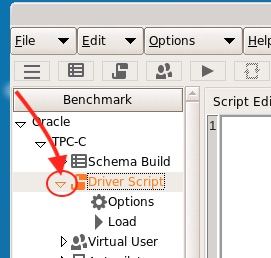 File Edit Options Help
Benchmark
Script Edi
1
Oracle
TPC-C
Schema Build
Driver Script
Options
Load
Virtual User